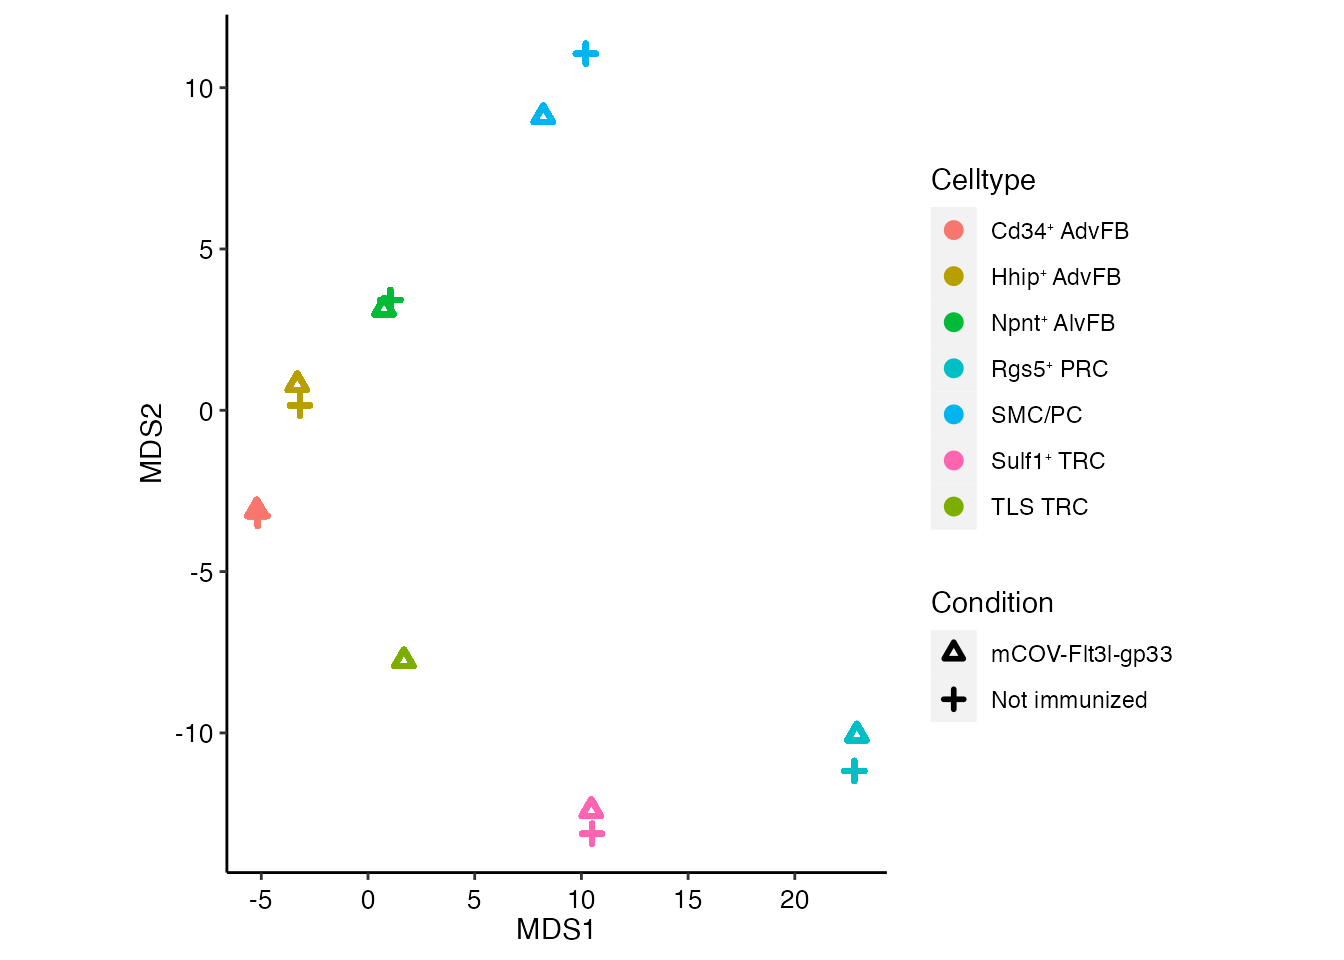 10
5
0
-5
-10
MDS2
-5 0 5 10 15 20
MDS1
Celltype
Cd34⁺ AdvFB
Hhip⁺ AdvFB
Npnt⁺ AlvFB
Rgs5⁺ PRC
SMC/PC
Sulf1⁺ TRC
TLS TRC
Condition
mCOV-Flt3l-gp33
Not immunized